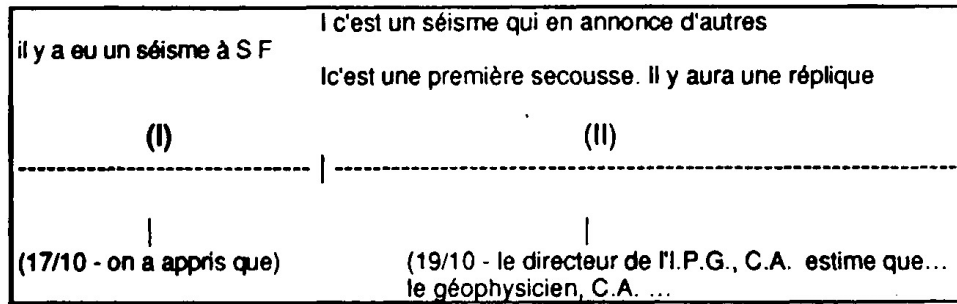 I c'est un séisme qui en annonce d'autres
il y a eu un séisme à S F
Ic'est une première secousse. Il y aura une réplique
(I) (II)
(17/10 - on a appris que) (19/10 - le directeur de l'I.P.G., C.A. estime que...
le géophysicien, C.A. ...